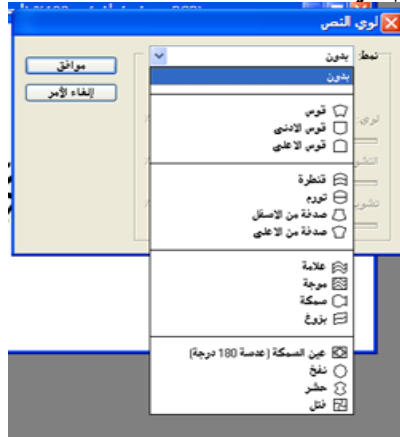 لوي النص
نمط: بدون
موافق
إلغاء الأمر
بدون
قوس
قوس الادنى
قوس الاعلى
قنطرة
تورم
صدفة من الاسفل
صدفة من الاعلى
علامة
موجة
سمكة
بزوغ
عين السمكة (عدسة 180 درجة)
نفخ
حشر
فتل